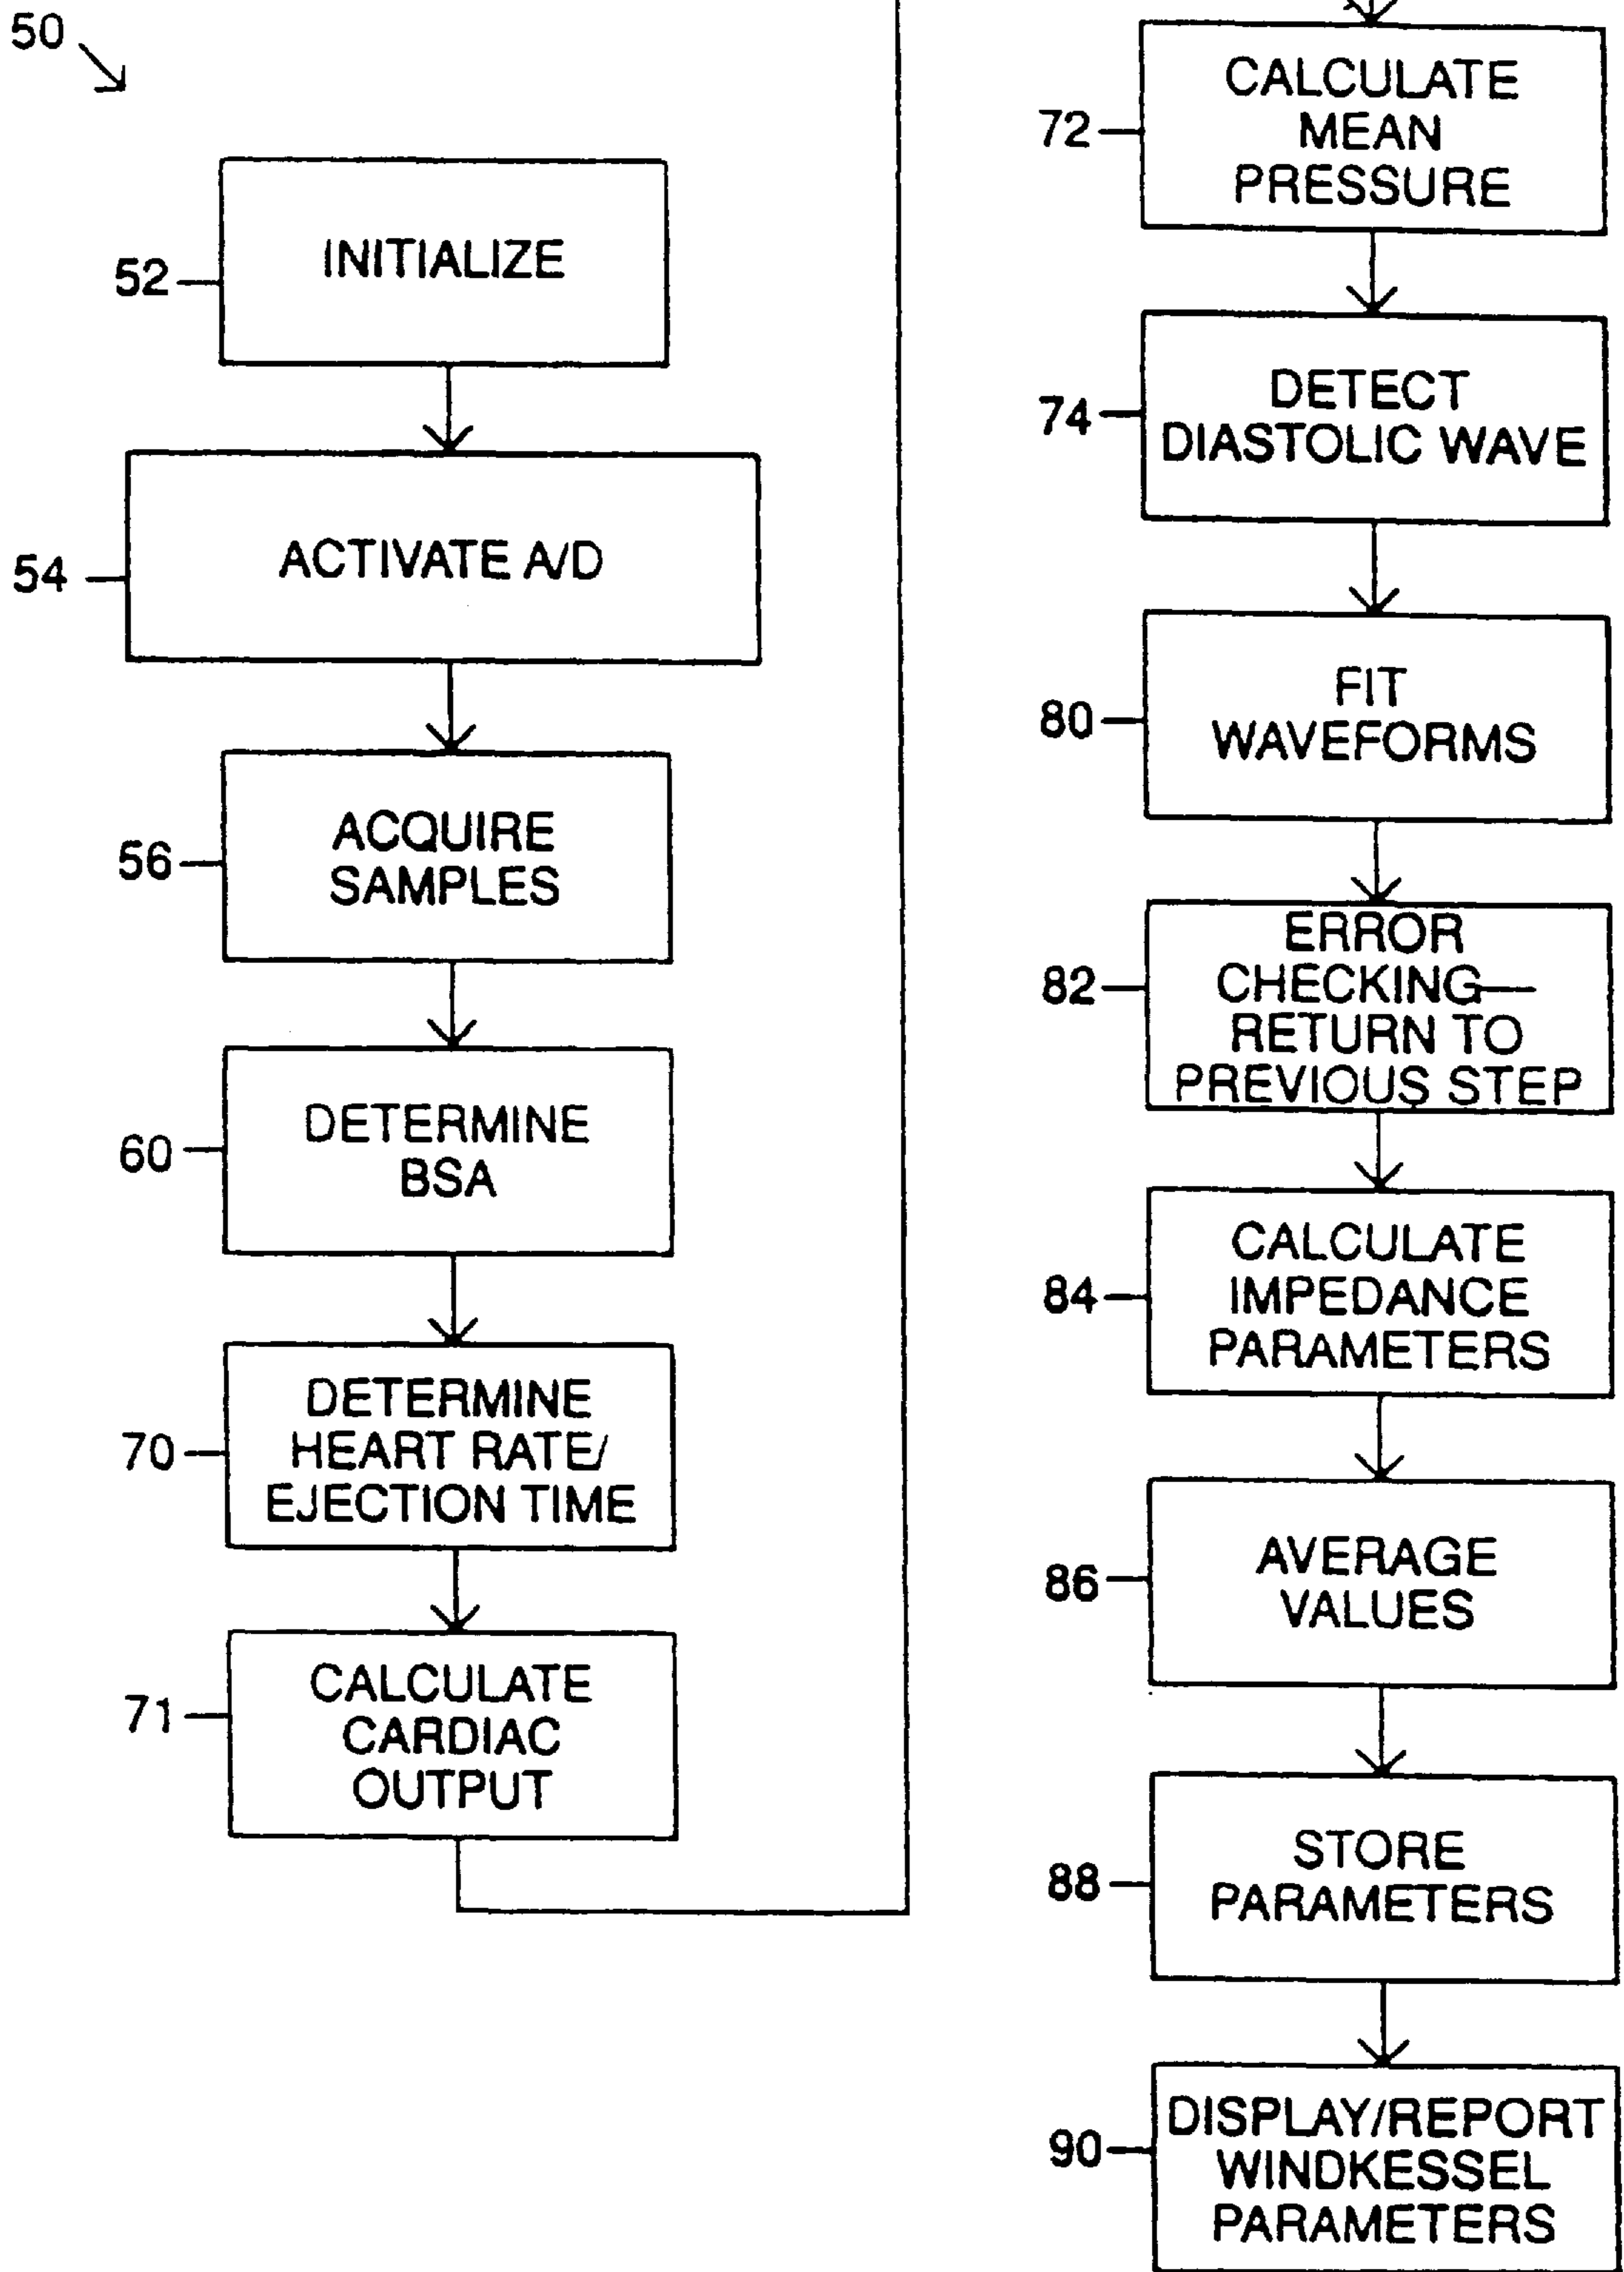 50
52
INITIALIZE
54
ACTIVATE A/D
56
ACQUIRE
SAMPLES
60
DETERMINE
BSA
70
DETERMINE
HEART RATE/
EJECTION TIME
71
CALCULATE
CARDIAC
OUTPUT
72
CALCULATE
MEAN
PRESSURE
74
DETECT
DIASTOLIC WAVE
80
FIT
WAVEFORMS
82
ERROR
CHECKING—
RETURN TO
PREVIOUS STEP
84
CALCULATE
IMPEDANCE
PARAMETERS
86
AVERAGE
VALUES
88
STORE
PARAMETERS
90
DISPLAY/REPORT
WINDKESSEL
PARAMETERS